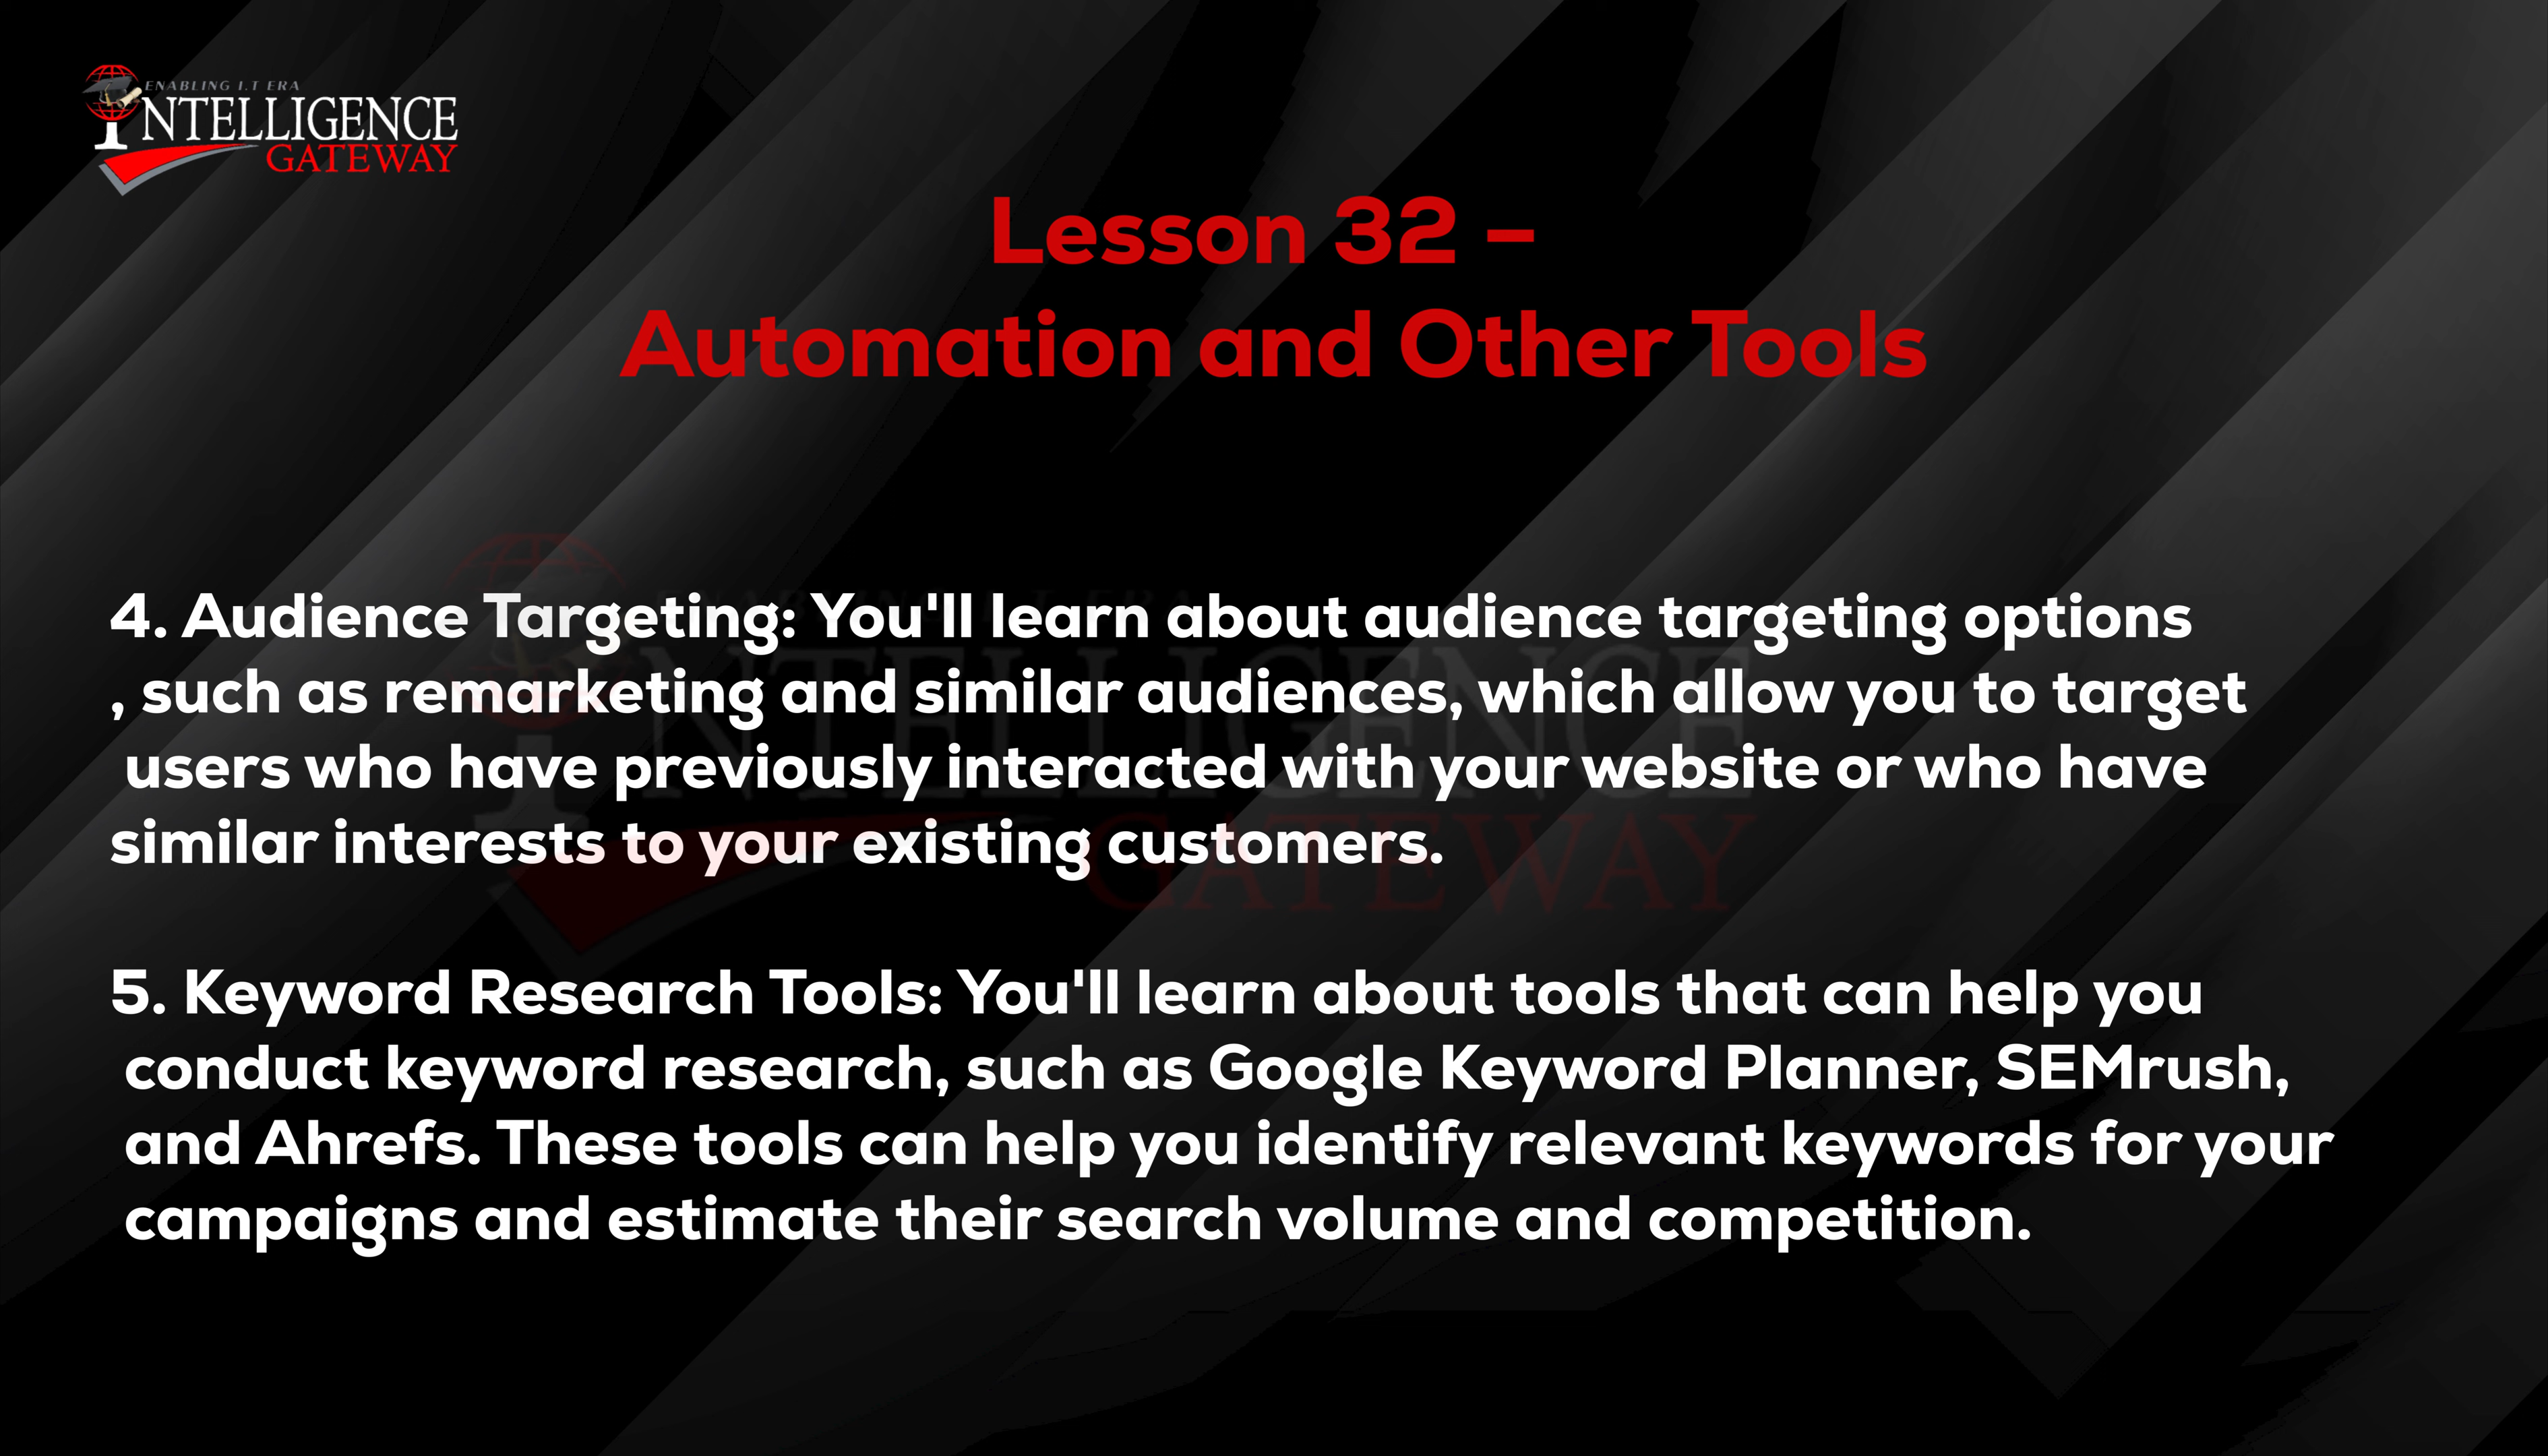 ENABLING I.T ERA
INTELLIGENCE
GATEWAY
Lesson 32 –
Automation and Other Tools
4. Audience Targeting: You'll learn about audience targeting options
, such as remarketing and similar audiences, which allow you to target
users who have previously interacted with your website or who have
similar interests to your existing customers.
5. Keyword Research Tools: You'll learn about tools that can help you
conduct keyword research, such as Google Keyword Planner, SEMrush,
and Ahrefs. These tools can help you identify relevant keywords for your
campaigns and estimate their search volume and competition.